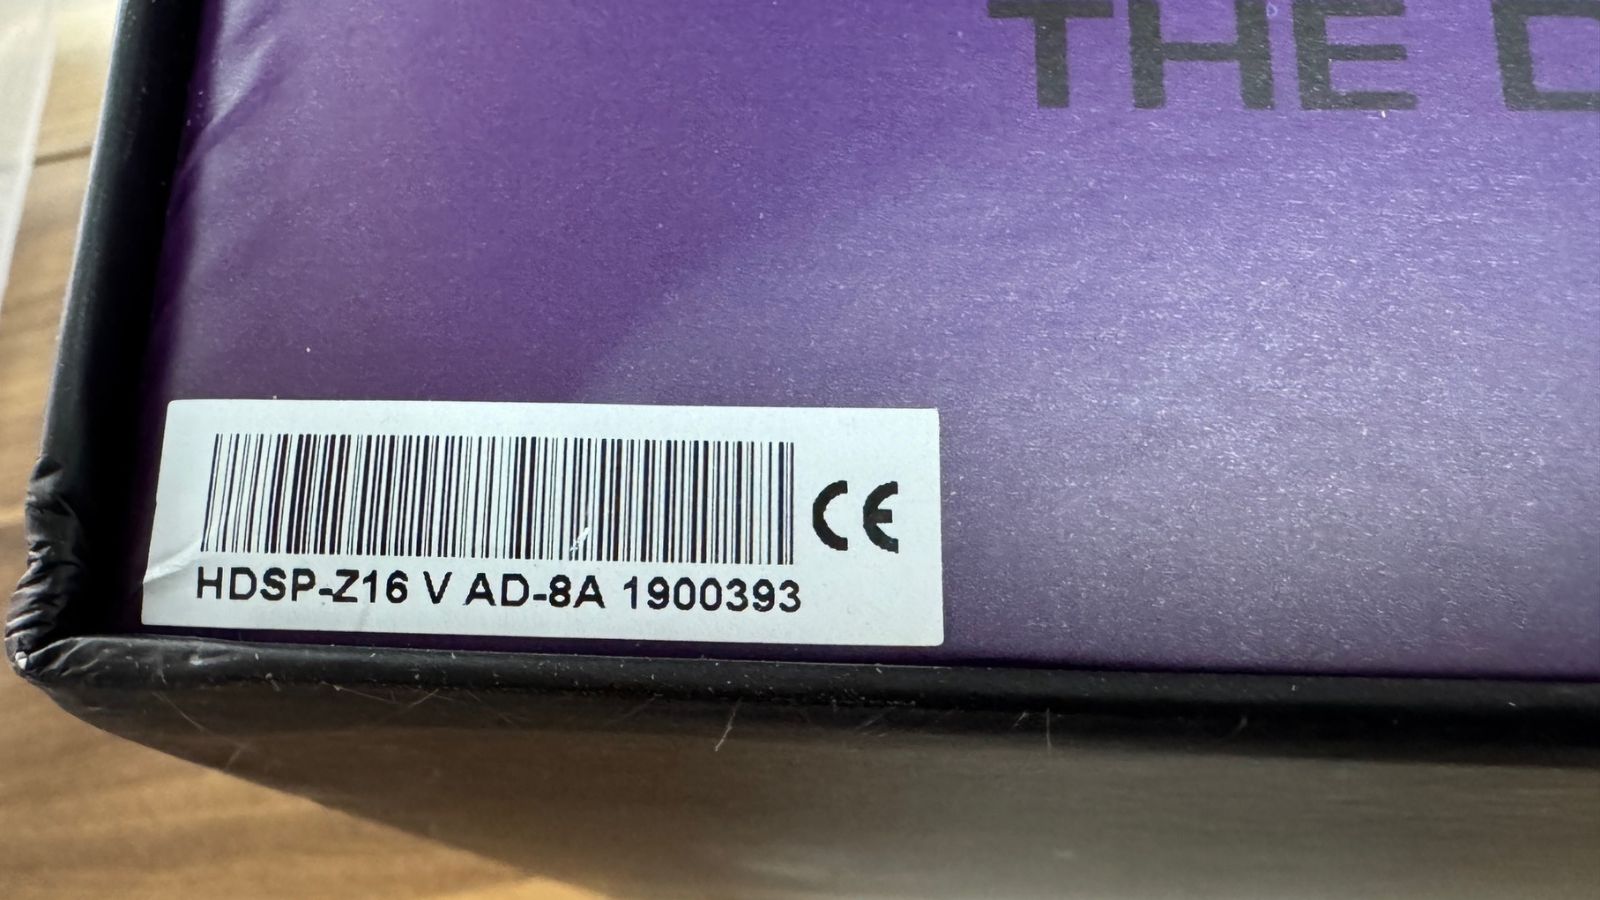 THE
CE
HDSP-Z16 V AD-8A 1900393